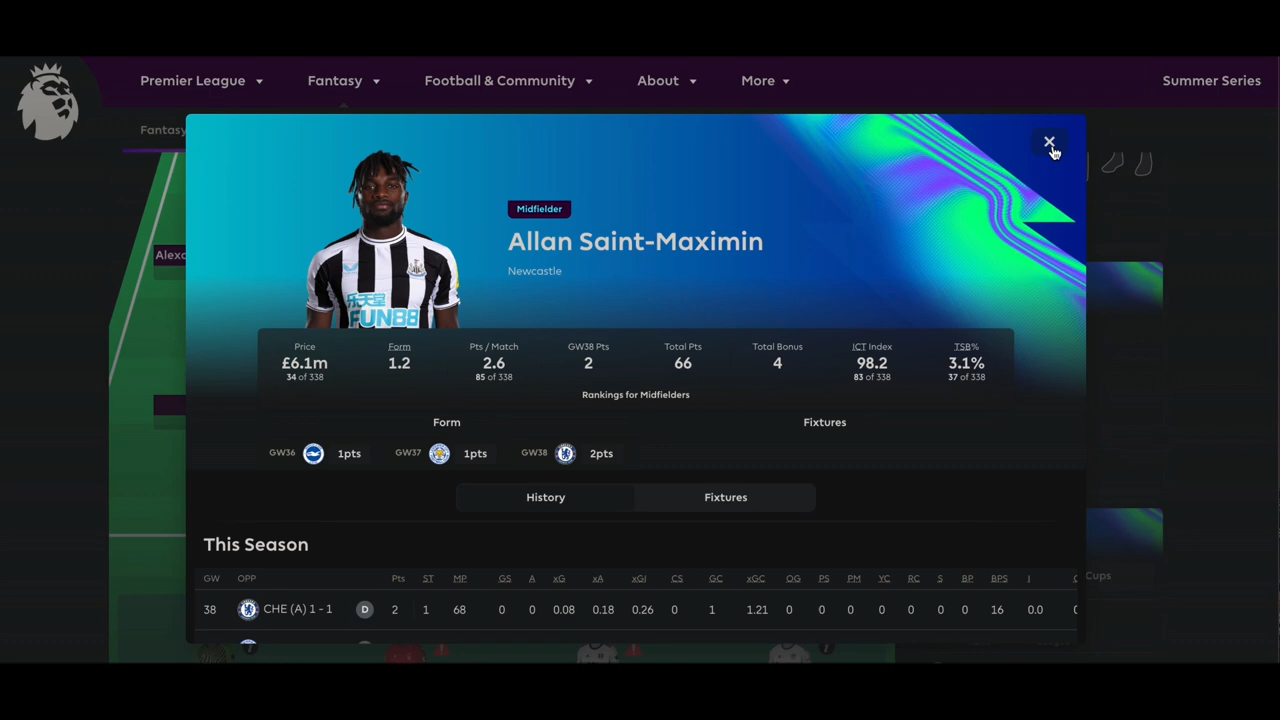 Premier League Fantasy Football & Community About More Summer Series
Fantasy
Midfielder
Allan Saint-Maximin
Newcastle
Alexa
乐天堂
FUN88
Price Form Pts / Match GW38 Pts Total Pts Total Bonus ICT Index TSB%
£6.1m 1.2 2.6 2 66 4 98.2 3.1%
34 of 338 85 of 338 83 of 338 37 of 338
Rankings for Midfielders
Form Fixtures
GW36 1pts GW37 1pts GW38 2pts
History Fixtures
This Season
Cups
GW OPP Pts ST MP GS A xG xA xGI CS GC xGC OG PS PM YC RC S BP BPS I
38 CHE (A) 1 - 1 D 2 1 68 0 0 0.08 0.18 0.26 0 1 1.21 0 0 0 0 0 0 0 16 0.0